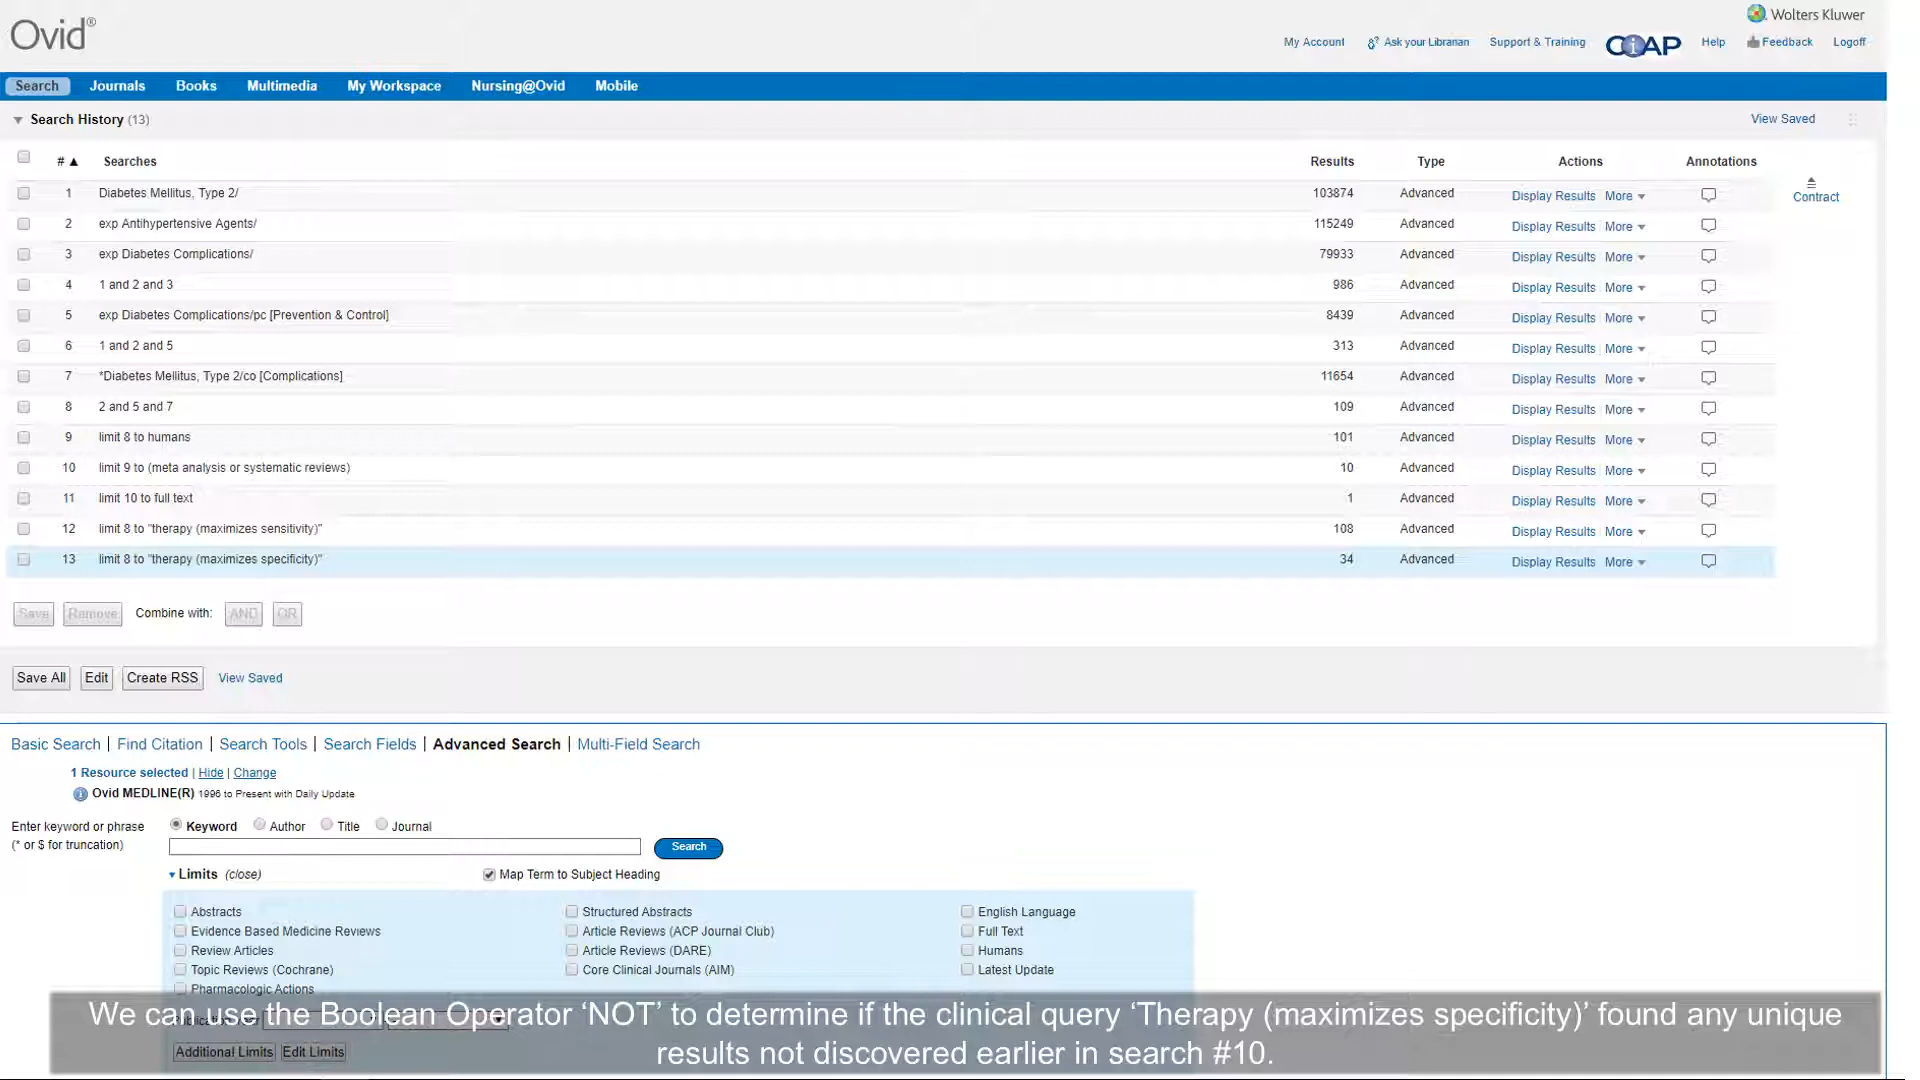 Ovid®
Wolters Kluwer
My Account Ask your Librarian Support & Training CIAP Help Feedback Logoff
Search Journals Books Multimedia My Workspace Nursing@Ovid Mobile
Search History (13) View Saved
# ▲ Searches Results Type Actions Annotations
1 Diabetes Mellitus, Type 2/ 103874 Advanced Display Results More
Contract
2 exp Antihypertensive Agents/ 115249 Advanced Display Results More
3 exp Diabetes Complications/ 79933 Advanced Display Results More
4 1 and 2 and 3 986 Advanced Display Results More
5 exp Diabetes Complications/pc [Prevention & Control] 8439 Advanced Display Results More
6 1 and 2 and 5 313 Advanced Display Results More
7 *Diabetes Mellitus, Type 2/co [Complications] 11654 Advanced Display Results More
8 2 and 5 and 7 109 Advanced Display Results More
9 limit 8 to humans 101 Advanced Display Results More
10 limit 9 to (meta analysis or systematic reviews) 10 Advanced Display Results More
11 limit 10 to full text 1 Advanced Display Results More
12 limit 8 to "therapy (maximizes sensitivity)" 108 Advanced Display Results More
13 limit 8 to "therapy (maximizes specificity)" 34 Advanced Display Results More
Save Remove Combine with: AND OR
Save All Edit Create RSS View Saved
Basic Search | Find Citation | Search Tools | Search Fields | Advanced Search | Multi-Field Search
1 Resource selected | Hide | Change
Ovid MEDLINE(R) 1996 to Present with Daily Update
Enter keyword or phrase
(* or $ for truncation)
Keyword Author Title Journal
Search
Limits (close) Map Term to Subject Heading
Abstracts Structured Abstracts English Language
Evidence Based Medicine Reviews Article Reviews (ACP Journal Club) Full Text
Review Articles Article Reviews (DARE) Humans
Topic Reviews (Cochrane) Core Clinical Journals (AIM) Latest Update
Pharmacologic Actions
We can use the Boolean Operator ‘NOT’ to determine if the clinical query ‘Therapy (maximizes specificity)’ found any unique
results not discovered earlier in search #10.
Additional Limits Edit Limits